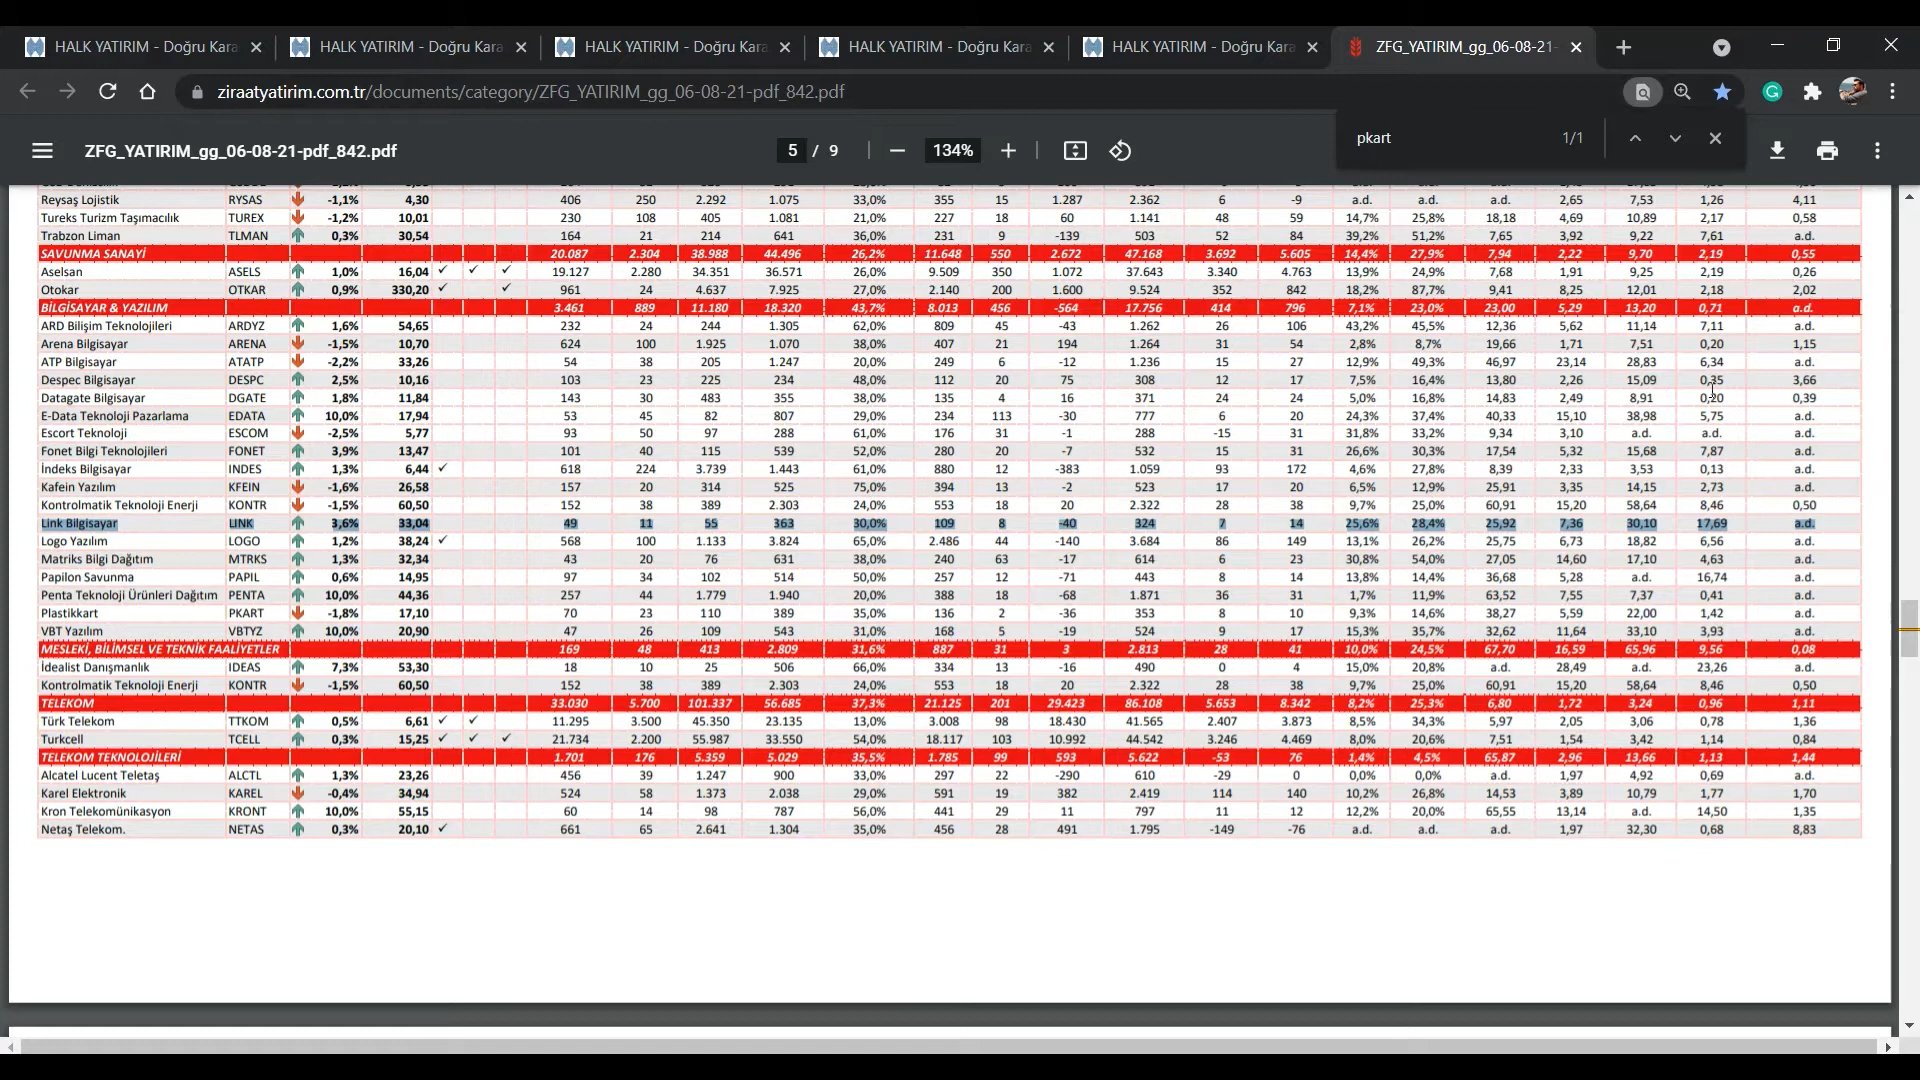 HALK YATIRIM - Doğru Kara HALK YATIRIM - Doğru Kara HALK YATIRIM - Doğru Kara HALK YATIRIM - Doğru Kara HALK YATIRIM - Doğru Kara ZFG_YATIRIM_gg_06-08-21-
ziraatyatirim.com.tr/documents/category/ZFG_YATIRIM_gg_06-08-21-pdf_842.pdf
pkart 1/1
ZFG_YATIRIM_gg_06-08-21-pdf_842.pdf 5 / 9 134%
Reysaş Lojistik RYSAS -1,1% 4,30 406 250 2.292 1.075 33,0% 355 15 1.287 2.362 6 -9 a.d. a.d. a.d. 2,65 7,53 1,26 4,11
Tureks Turizm Taşımacılık TUREX -1,2% 10,01 230 108 405 1.081 21,0% 227 18 60 1.141 48 59 14,7% 25,8% 18,18 4,69 10,89 2,17 0,58
Trabzon Liman TLMAN 0,3% 30,54 164 21 214 641 36,0% 231 9 -139 503 52 84 39,2% 51,2% 7,65 3,92 9,22 7,61 a.d.
SAVUNMA SANAYİ 20.087 2.304 38.988 44.496 26,2% 11.648 550 2.672 47.168 3.692 5.605 14,4% 27,9% 7,94 2,22 9,70 2,19 0,55
Aselsan ASELS 1,0% 16,04 ✓ ✓ ✓ 19.127 2.280 34.351 36.571 26,0% 9.509 350 1.072 37.643 3.340 4.763 13,9% 24,9% 7,68 1,91 9,25 2,19 0,26
Otokar OTKAR 0,9% 330,20 ✓ ✓ 961 24 4.637 7.925 27,0% 2.140 200 1.600 9.524 352 842 18,2% 87,7% 9,41 8,25 12,01 2,18 2,02
BİLGİSAYAR & YAZILIM 3.461 889 11.180 18.320 43,7% 8.013 456 -564 17.756 414 796 7,1% 23,0% 23,00 5,29 13,20 0,71 a.d.
ARD Bilişim Teknolojileri ARDYZ 1,6% 54,65 232 24 244 1.305 62,0% 809 45 -43 1.262 26 106 43,2% 45,5% 12,36 5,62 11,14 7,11 a.d.
Arena Bilgisayar ARENA -1,5% 10,70 624 100 1.925 1.070 38,0% 407 21 194 1.264 31 54 2,8% 8,7% 19,66 1,71 7,51 0,20 1,15
ATP Bilgisayar ATATP -2,2% 33,26 54 38 205 1.247 20,0% 249 6 -12 1.236 15 27 12,9% 49,3% 46,97 23,14 28,83 6,34 a.d.
Despec Bilgisayar DESPC 2,5% 10,16 103 23 225 234 48,0% 112 20 75 308 12 17 7,5% 16,4% 13,80 2,26 15,09 0,35 3,66
Datagate Bilgisayar DGATE 1,8% 11,84 143 30 483 355 38,0% 135 4 16 371 24 24 5,0% 16,8% 14,83 2,49 8,91 0,20 0,39
E-Data Teknoloji Pazarlama EDATA 10,0% 17,94 53 45 82 807 29,0% 234 113 -30 777 6 20 24,3% 37,4% 40,33 15,10 38,98 5,75 a.d.
Escort Teknoloji ESCOM -2,5% 5,77 93 50 97 288 61,0% 176 31 -1 288 -15 31 31,8% 33,2% 9,34 3,10 a.d. a.d. a.d.
Fonet Bilgi Teknolojileri FONET 3,9% 13,47 101 40 115 539 52,0% 280 20 -7 532 15 31 26,6% 30,3% 17,54 5,32 15,68 7,87 a.d.
İndeks Bilgisayar INDES 1,3% 6,44 ✓ 618 224 3.739 1.443 61,0% 880 12 -383 1.059 93 172 4,6% 27,8% 8,39 2,33 3,53 0,13 a.d.
Kafein Yazılım KFEIN -1,6% 26,58 157 20 314 525 75,0% 394 13 -2 523 17 20 6,5% 12,9% 25,91 3,35 14,15 2,73 a.d.
Kontrolmatik Teknoloji Enerji KONTR -1,5% 60,50 152 38 389 2.303 24,0% 553 18 20 2.322 28 38 9,7% 25,0% 60,91 15,20 58,64 8,46 0,50
Link Bilgisayar LINK 3,6% 33,04 49 11 55 363 30,0% 109 8 -40 324 7 14 25,6% 28,4% 25,92 7,36 30,10 17,69 a.d.
Logo Yazılım LOGO 1,2% 38,24 ✓ 568 100 1.133 3.824 65,0% 2.486 44 -140 3.684 86 149 13,1% 26,2% 25,75 6,73 18,82 6,56 a.d.
Matriks Bilgi Dağıtım MTRKS 1,3% 32,34 43 20 76 631 38,0% 240 63 -17 614 6 23 30,8% 54,0% 27,05 14,60 17,10 4,63 a.d.
Papilon Savunma PAPIL 0,6% 14,95 97 34 102 514 50,0% 257 12 -71 443 8 14 13,8% 14,4% 36,68 5,28 a.d. 16,74 a.d.
Penta Teknoloji Ürünleri Dağıtım PENTA 10,0% 44,36 257 44 1.779 1.940 20,0% 388 18 -68 1.871 36 31 1,7% 11,9% 63,52 7,55 7,37 0,41 a.d.
Plastikkart PKART -1,8% 17,10 70 23 110 389 35,0% 136 2 -36 353 8 10 9,3% 14,6% 38,27 5,59 22,00 1,42 a.d.
VBT Yazılım VBTYZ 10,0% 20,90 47 26 109 543 31,0% 168 5 -19 524 9 17 15,3% 35,7% 32,62 11,64 33,10 3,93 a.d.
MESLEKİ, BİLİMSEL VE TEKNİK FAALİYETLER 169 48 413 2.809 31,6% 887 31 3 2.813 28 41 10,0% 24,5% 67,70 16,59 65,96 9,56 0,08
İdealist Danışmanlık IDEAS 7,3% 53,30 18 10 25 506 66,0% 334 13 -16 490 0 4 15,0% 20,8% a.d. 28,49 a.d. 23,26 a.d.
Kontrolmatik Teknoloji Enerji KONTR -1,5% 60,50 152 38 389 2.303 24,0% 553 18 20 2.322 28 38 9,7% 25,0% 60,91 15,20 58,64 8,46 0,50
TELEKOM 33.030 5.700 101.337 56.685 37,3% 21.125 201 29.423 86.108 5.653 8.342 8,2% 25,3% 6,80 1,72 3,24 0,96 1,11
Türk Telekom TTKOM 0,5% 6,61 ✓ ✓ 11.295 3.500 45.350 23.135 13,0% 3.008 98 18.430 41.565 2.407 3.873 8,5% 34,3% 5,97 2,05 3,06 0,78 1,36
Turkcell TCELL 0,3% 15,25 ✓ ✓ ✓ 21.734 2.200 55.987 33.550 54,0% 18.117 103 10.992 44.542 3.246 4.469 8,0% 20,6% 7,51 1,54 3,42 1,14 0,84
TELEKOM TEKNOLOJİLERİ 1.701 176 5.359 5.029 35,5% 1.785 99 593 5.622 -53 76 1,4% 4,5% 65,87 2,96 13,66 1,13 1,44
Alcatel Lucent Teletaş ALCTL 1,3% 23,26 456 39 1.247 900 33,0% 297 22 -290 610 -29 0 0,0% 0,0% a.d. 1,97 4,92 0,69 a.d.
Karel Elektronik KAREL -0,4% 34,94 524 58 1.373 2.038 29,0% 591 19 382 2.419 114 140 10,2% 26,8% 14,53 3,89 10,79 1,77 1,70
Kron Telekomünikasyon KRONT 10,0% 55,15 60 14 98 787 56,0% 441 29 11 797 11 12 12,2% 20,0% 65,55 13,14 a.d. 14,50 1,35
Netaş Telekom. NETAS 0,3% 20,10 ✓ 661 65 2.641 1.304 35,0% 456 28 491 1.795 -149 -76 a.d. a.d. a.d. 1,97 32,30 0,68 8,83